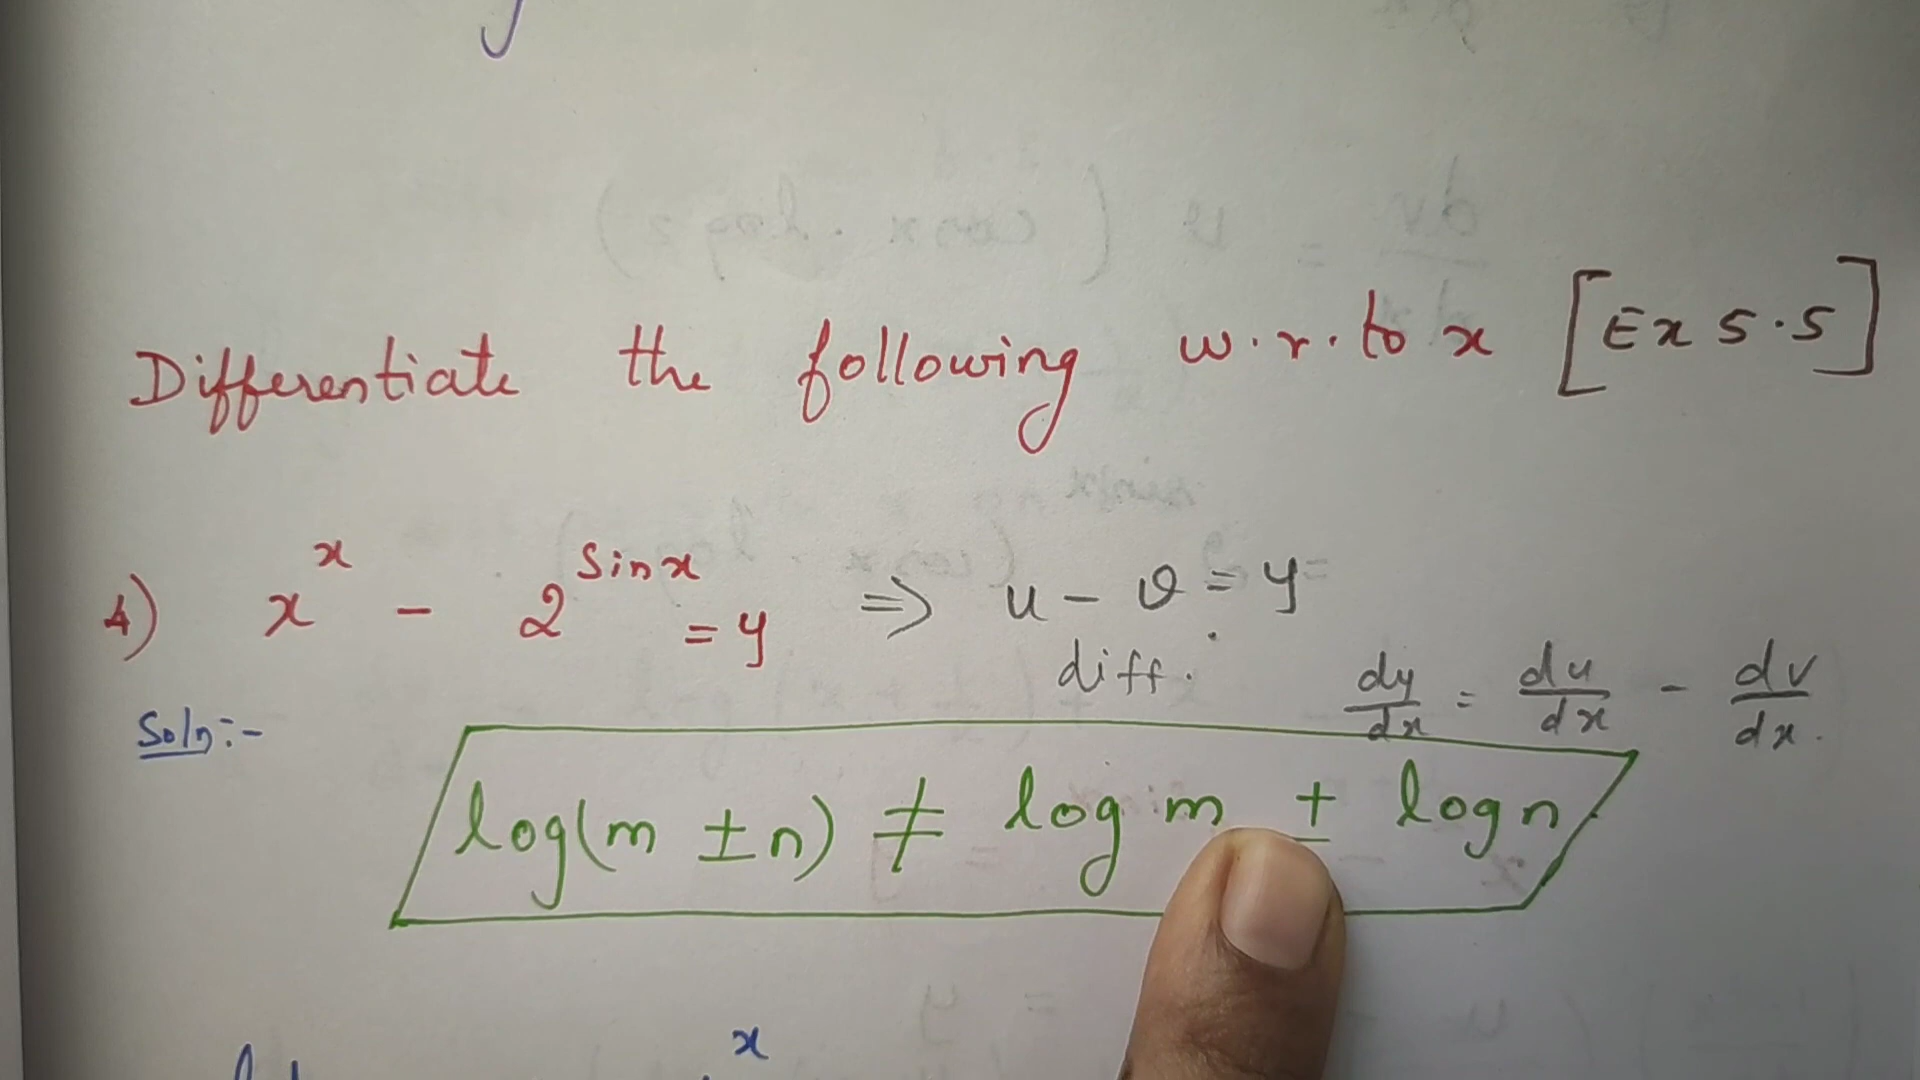 Differentiate the following w.r.to x [Ex 5.5]
4) x^x - 2^sinx = y ⇒ u - v = y
diff. dy/dx = du/dx - dv/dx.
Soln:-
log(m ± n) ≠ log m ± log n
x